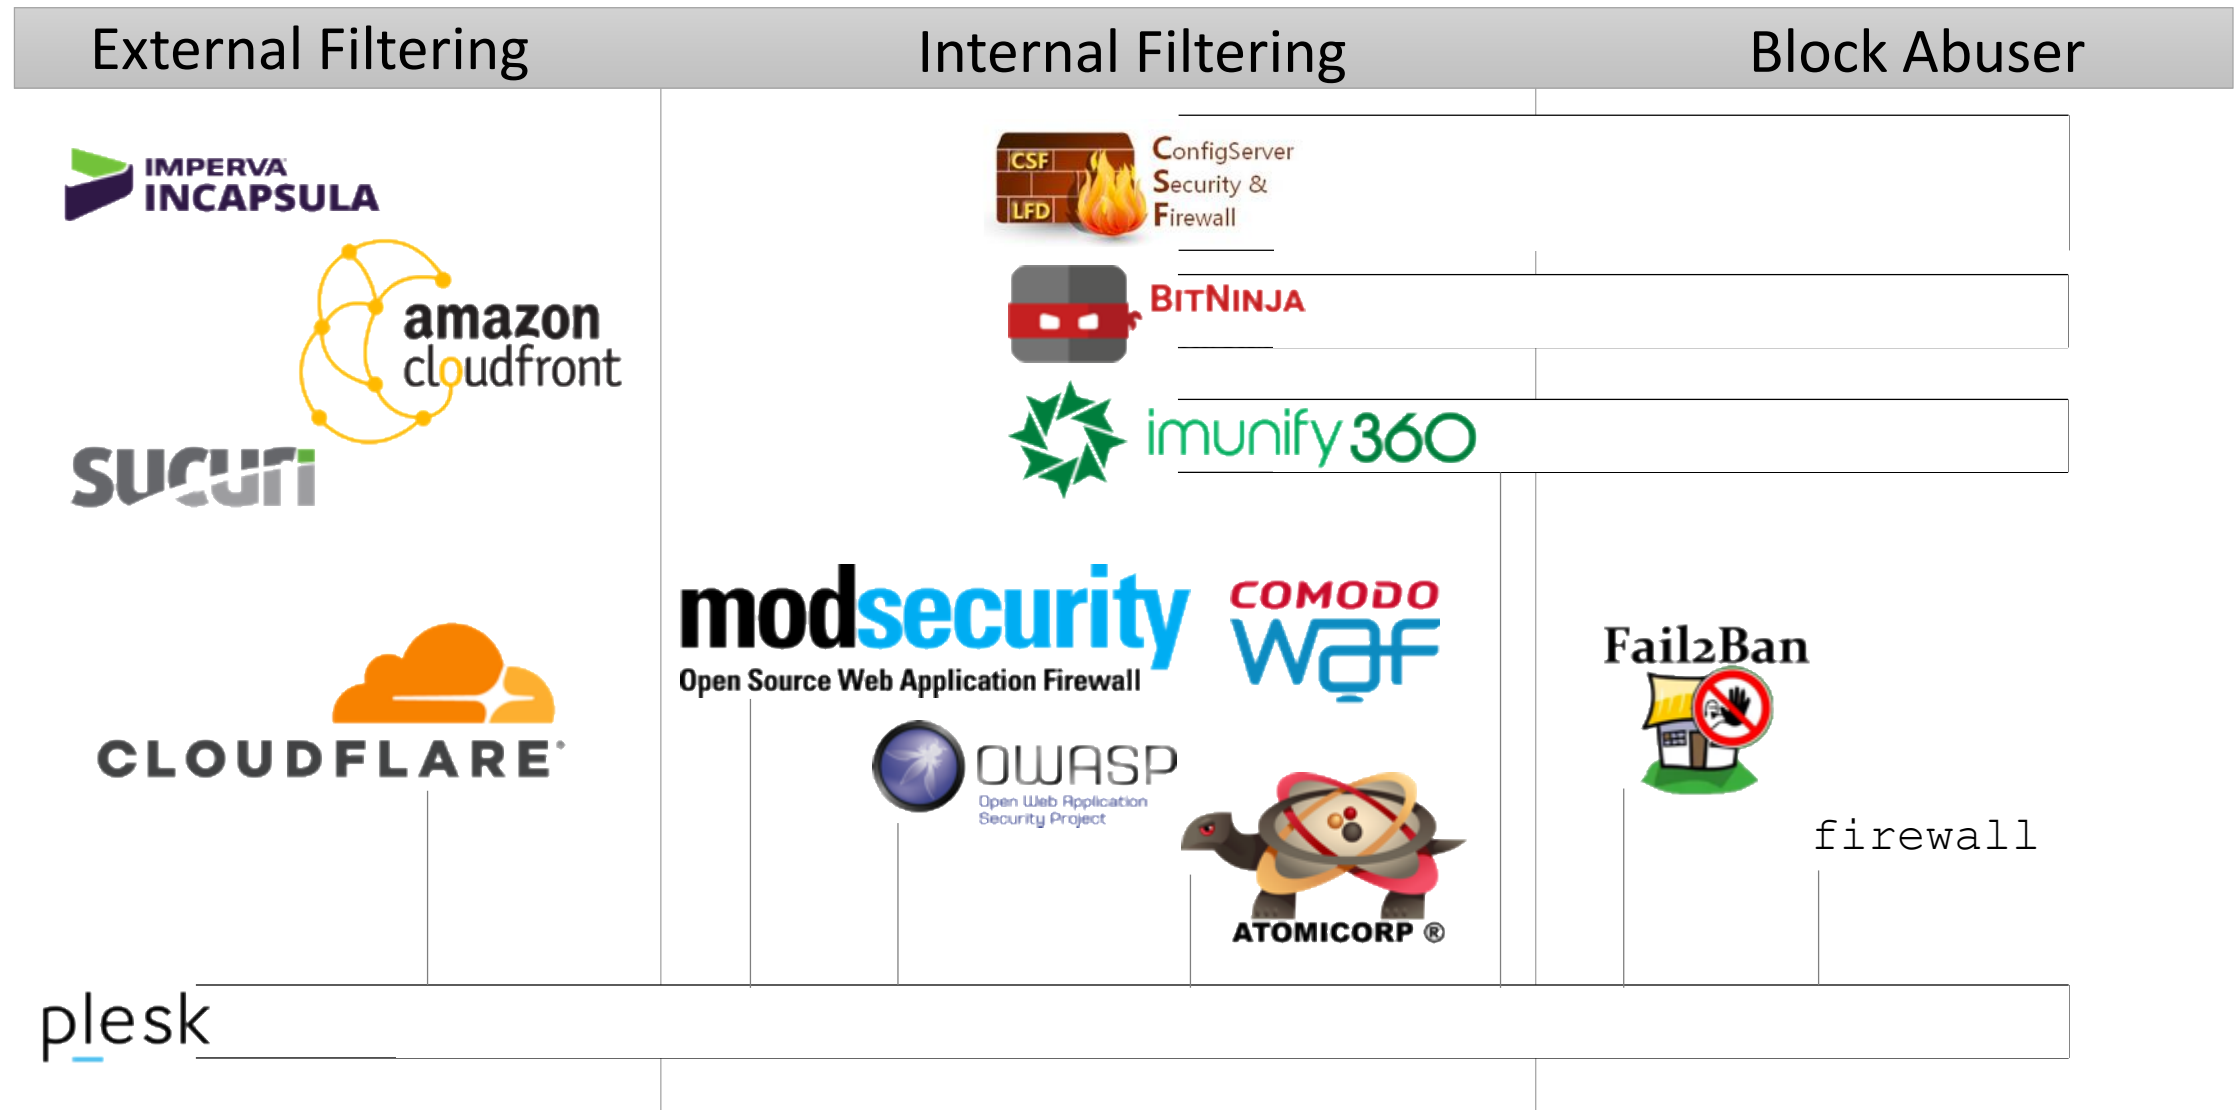 External Filtering
Internal Filtering
Block Abuser
IMPERVA
INCAPSULA
amazon
cloudfront
sucuri
CLOUDFLARE
CSF
LFD
ConfigServer
Security &
Firewall
BITNINJA
imunify360
modsecurity
Open Source Web Application Firewall
COMODO
waf
OWASP
Open Web Application
Security Project
ATOMICORP ®
Fail2Ban
firewall
plesk